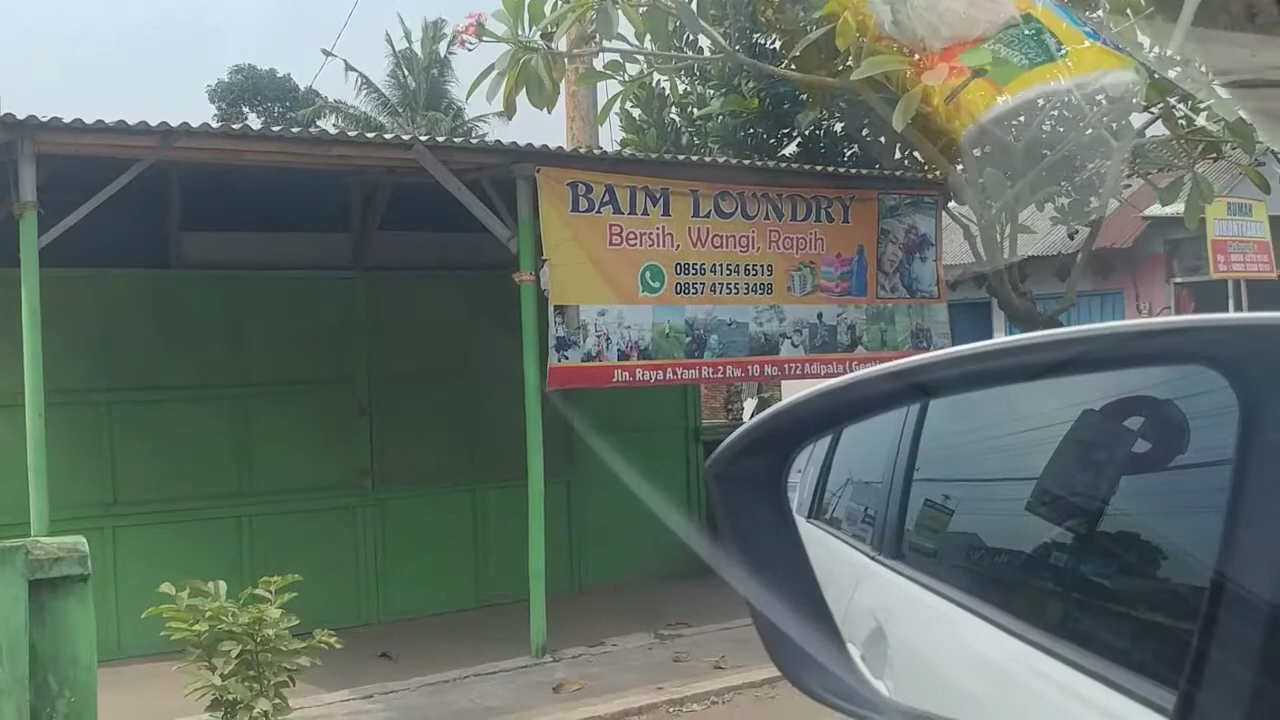 BAIM LOUNDRY
Bersih, Wangi, Rapih
0856 4154 6519
0857 4755 3498
Jln. Raya A.Yani Rt.2 Rw. 10 No. 172 Adipala (
RUMAH